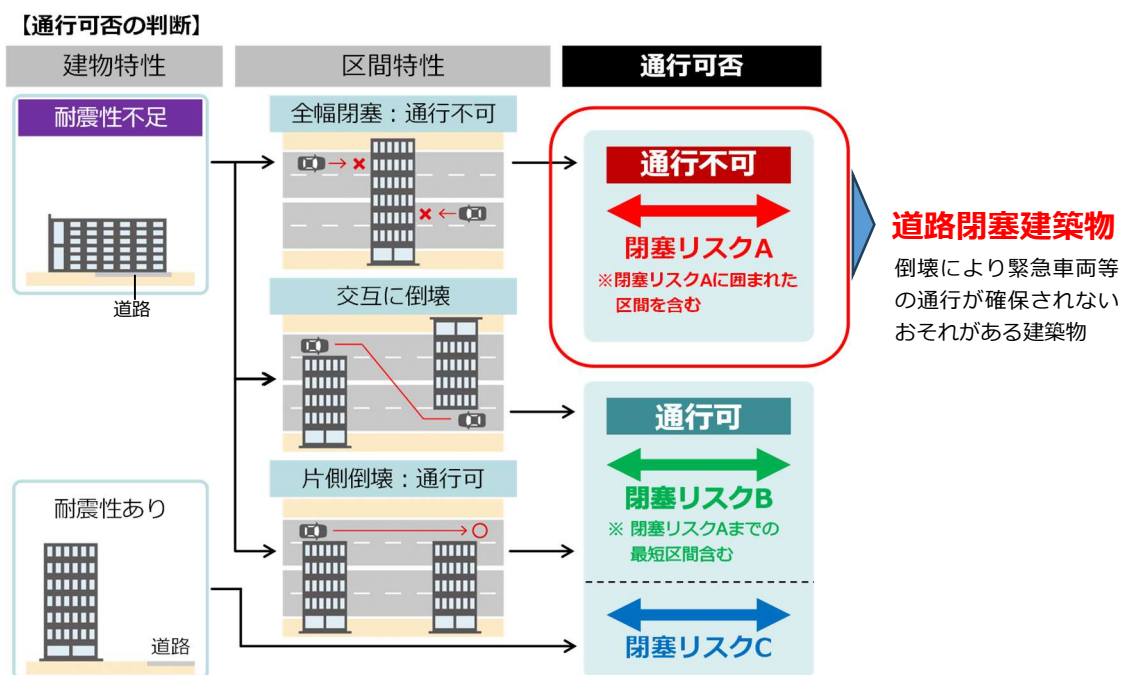 【通行可否の判断】
建物特性
区間特性
通行可否
耐震性不足
道路
全幅閉塞：通行不可
交互に倒壊
片側倒壊：通行可
耐震性あり
道路
通行不可
閉塞リスクA
※閉塞リスクAに囲まれた
区間を含む
通行可
閉塞リスクB
※ 閉塞リスクAまでの
最短区間含む
閉塞リスクC
道路閉塞建築物
倒壊により緊急車両等
の通行が確保されない
おそれがある建築物